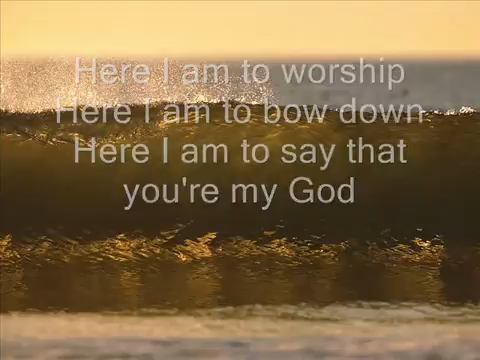 Here I am to worship
Here I am to bow down
Here I am to say that
you're my God